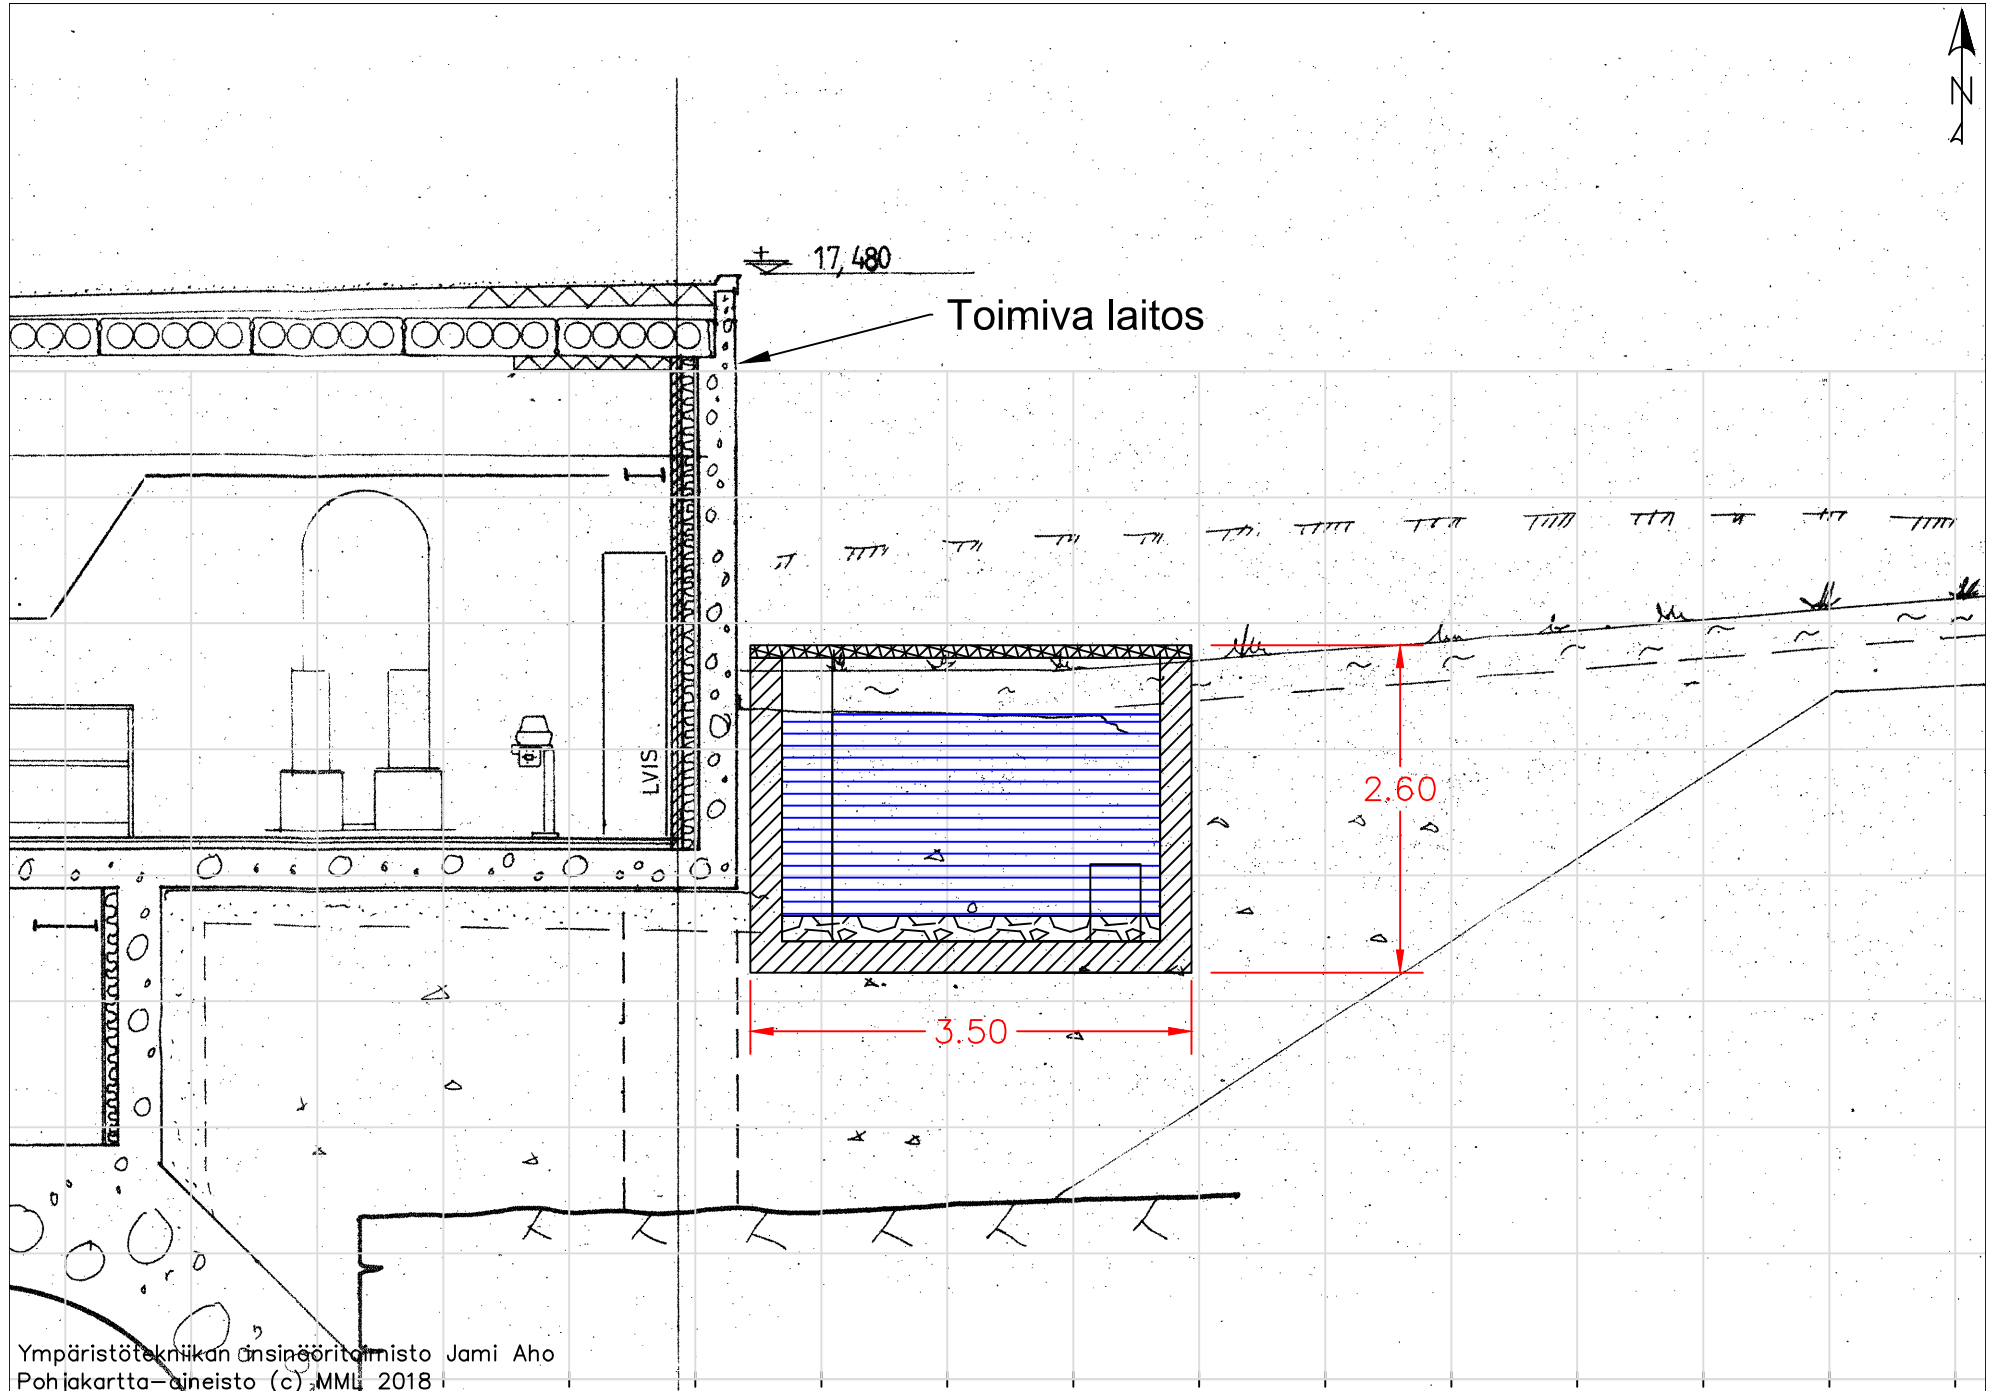 N
17,480
Toimiva laitos
LVIS
2.60
3.50
Ympäristötekniikan insinööritoimisto Jami Aho
Pohjakartta-aineisto (c) MML 2018